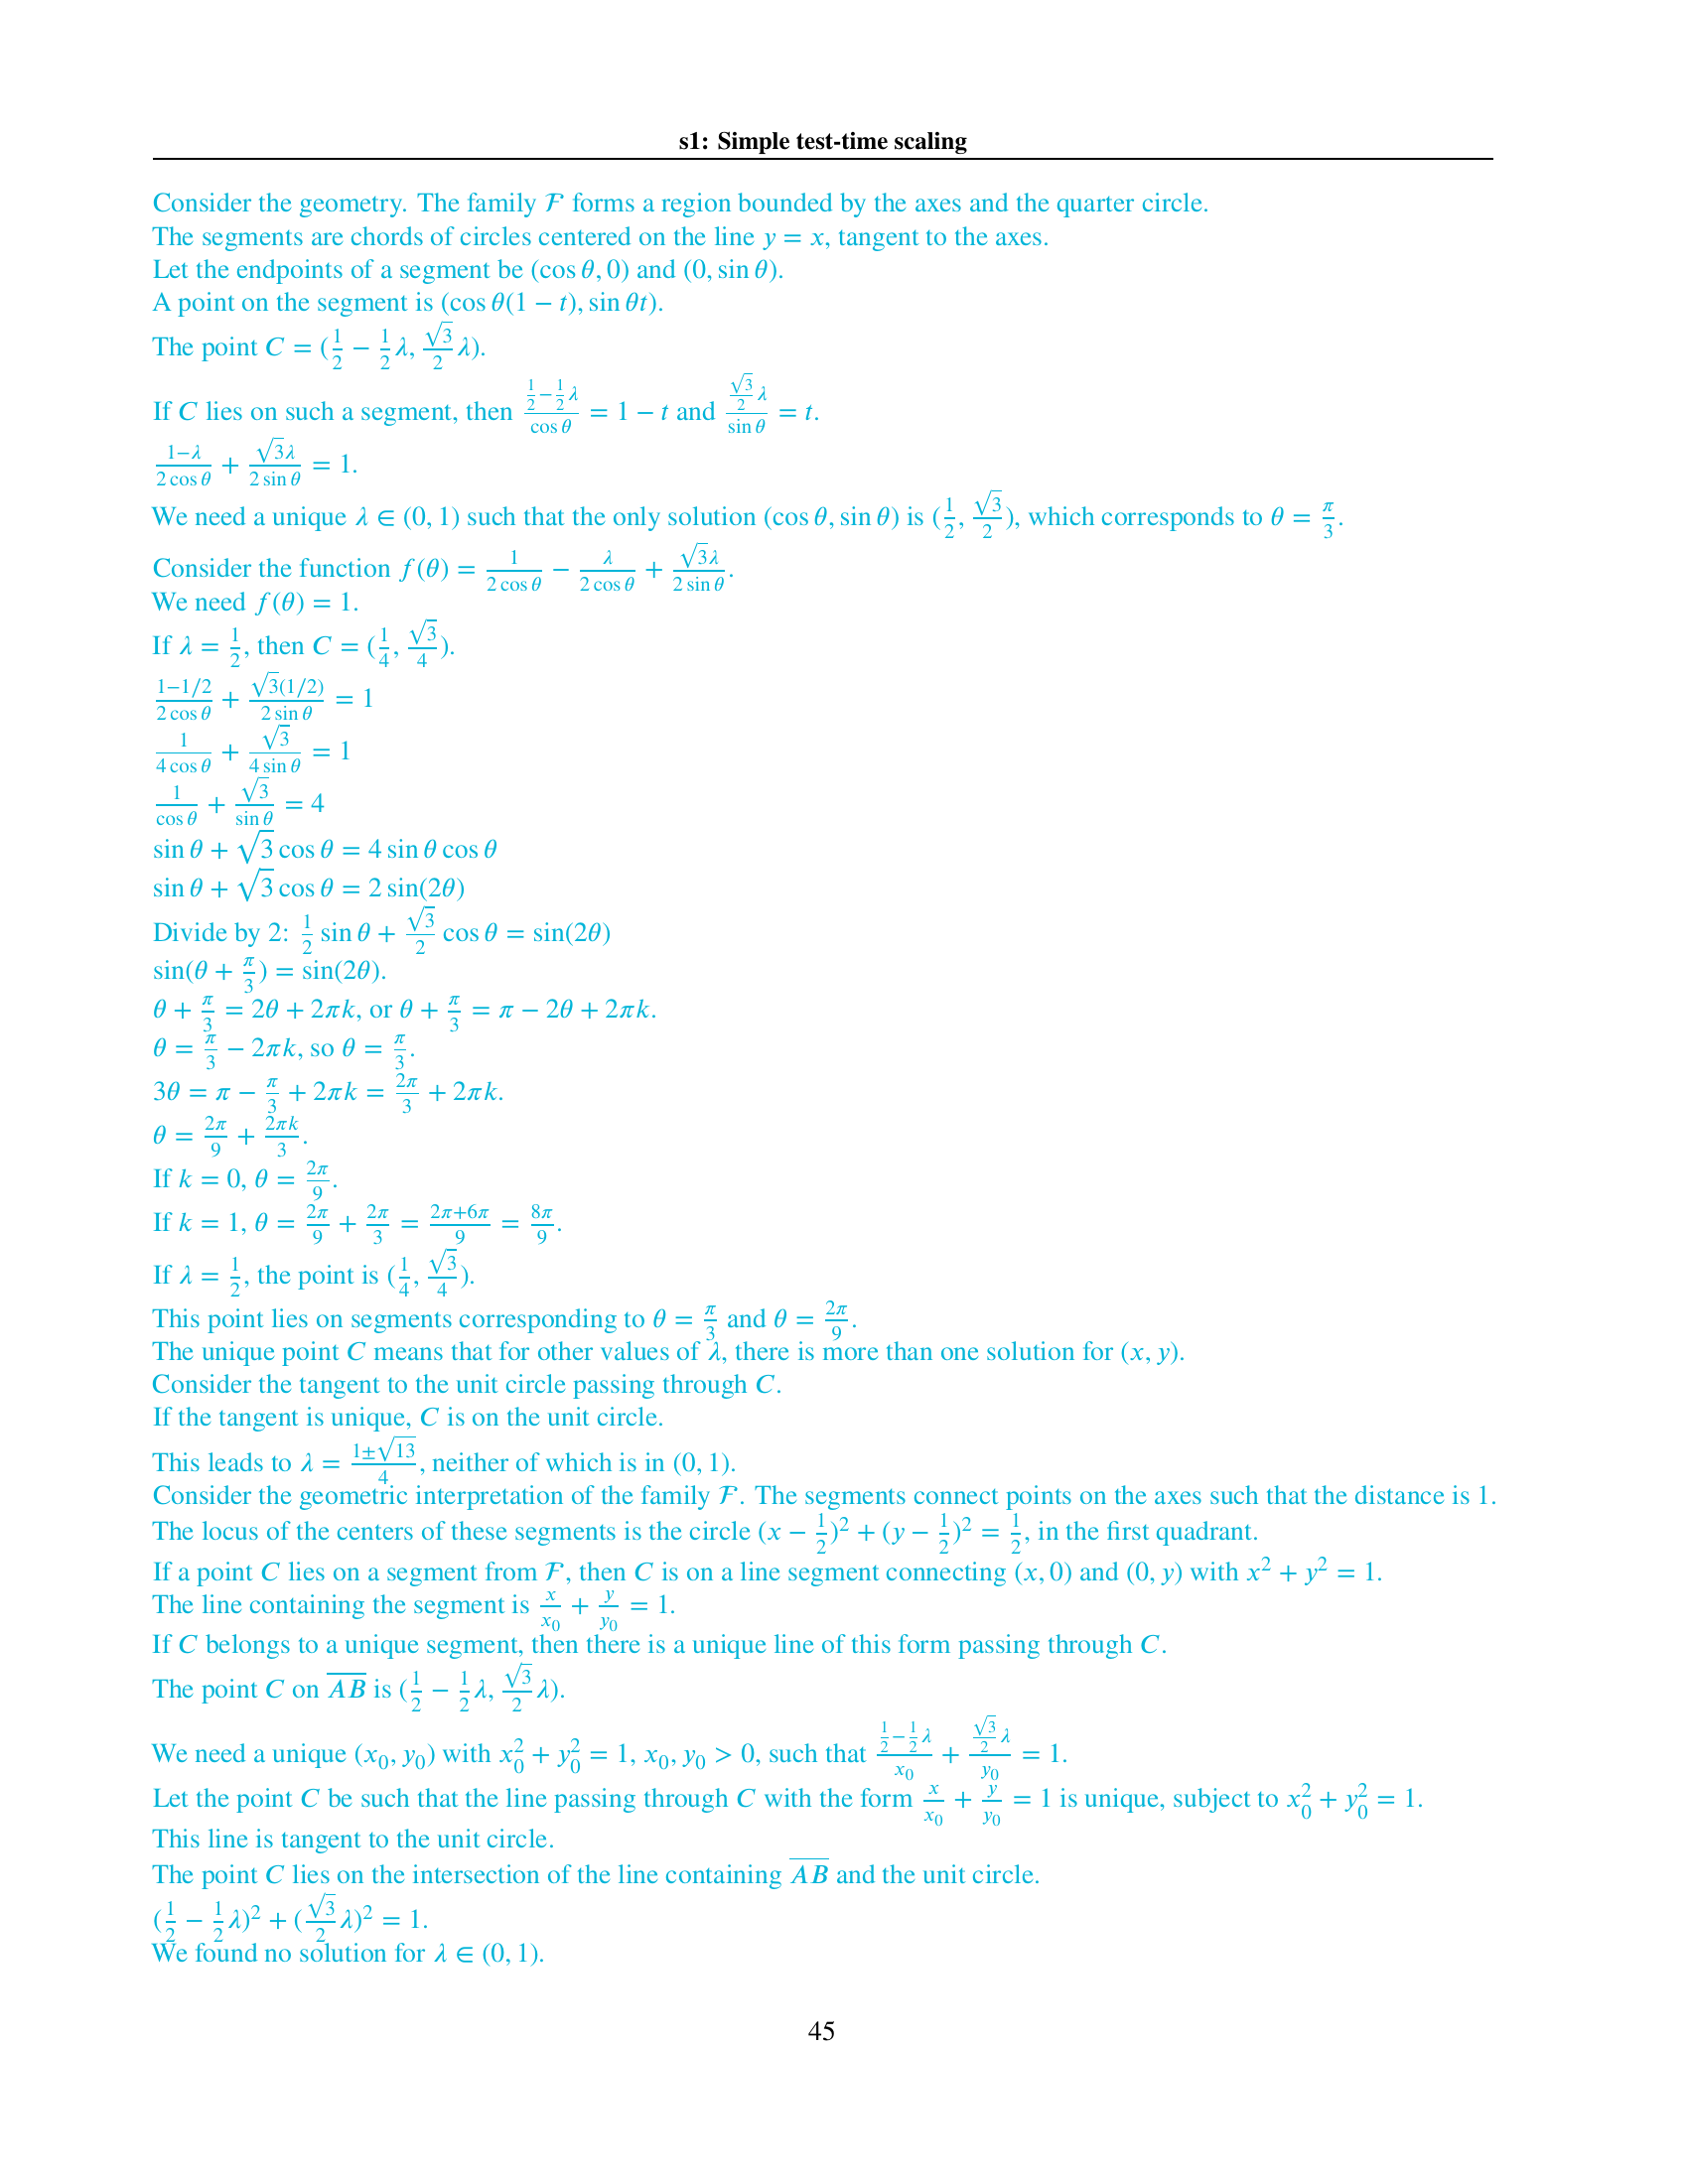 s1: Simple test-time scaling
Consider the geometry. The family $\mathcal{F}$ forms a region bounded by the axes and the quarter circle.
The segments are chords of circles centered on the line $y = x$, tangent to the axes.
Let the endpoints of a segment be $(\cos\theta, 0)$ and $(0, \sin\theta)$.
A point on the segment is $(\cos\theta(1 - t), \sin\theta t)$.
The point $C = (\frac{1}{2} - \frac{1}{2}\lambda, \frac{\sqrt{3}}{2}\lambda)$.
If $C$ lies on such a segment, then $\frac{\frac{1}{2}-\frac{1}{2}\lambda}{\cos\theta} = 1 - t$ and $\frac{\frac{\sqrt{3}}{2}\lambda}{\sin\theta} = t$.
$\frac{1-\lambda}{2\cos\theta} + \frac{\sqrt{3}\lambda}{2\sin\theta} = 1$.
We need a unique $\lambda \in (0, 1)$ such that the only solution $(\cos\theta, \sin\theta)$ is $(\frac{1}{2}, \frac{\sqrt{3}}{2})$, which corresponds to $\theta = \frac{\pi}{3}$.
Consider the function $f(\theta) = \frac{1}{2\cos\theta} - \frac{\lambda}{2\cos\theta} + \frac{\sqrt{3}\lambda}{2\sin\theta}$.
We need $f(\theta) = 1$.
If $\lambda = \frac{1}{2}$, then $C = (\frac{1}{4}, \frac{\sqrt{3}}{4})$.
$\frac{1-1/2}{2\cos\theta} + \frac{\sqrt{3}(1/2)}{2\sin\theta} = 1$
$\frac{1}{4\cos\theta} + \frac{\sqrt{3}}{4\sin\theta} = 1$
$\frac{1}{\cos\theta} + \frac{\sqrt{3}}{\sin\theta} = 4$
$\sin\theta + \sqrt{3}\cos\theta = 4\sin\theta\cos\theta$
$\sin\theta + \sqrt{3}\cos\theta = 2\sin(2\theta)$
Divide by 2: $\frac{1}{2}\sin\theta + \frac{\sqrt{3}}{2}\cos\theta = \sin(2\theta)$
$\sin(\theta + \frac{\pi}{3}) = \sin(2\theta)$.
$\theta + \frac{\pi}{3} = 2\theta + 2\pi k$, or $\theta + \frac{\pi}{3} = \pi - 2\theta + 2\pi k$.
$\theta = \frac{\pi}{3} - 2\pi k$, so $\theta = \frac{\pi}{3}$.
$3\theta = \pi - \frac{\pi}{3} + 2\pi k = \frac{2\pi}{3} + 2\pi k$.
$\theta = \frac{2\pi}{9} + \frac{2\pi k}{3}$.
If $k = 0$, $\theta = \frac{2\pi}{9}$.
If $k = 1$, $\theta = \frac{2\pi}{9} + \frac{2\pi}{3} = \frac{2\pi+6\pi}{9} = \frac{8\pi}{9}$.
If $\lambda = \frac{1}{2}$, the point is $(\frac{1}{4}, \frac{\sqrt{3}}{4})$.
This point lies on segments corresponding to $\theta = \frac{\pi}{3}$ and $\theta = \frac{2\pi}{9}$.
The unique point $C$ means that for other values of $\lambda$, there is more than one solution for $(x, y)$.
Consider the tangent to the unit circle passing through $C$.
If the tangent is unique, $C$ is on the unit circle.
This leads to $\lambda = \frac{1\pm\sqrt{13}}{4}$, neither of which is in $(0, 1)$.
Consider the geometric interpretation of the family $\mathcal{F}$. The segments connect points on the axes such that the distance is 1.
The locus of the centers of these segments is the circle $(x - \frac{1}{2})^2 + (y - \frac{1}{2})^2 = \frac{1}{2}$, in the first quadrant.
If a point $C$ lies on a segment from $\mathcal{F}$, then $C$ is on a line segment connecting $(x, 0)$ and $(0, y)$ with $x^2 + y^2 = 1$.
The line containing the segment is $\frac{x}{x_0} + \frac{y}{y_0} = 1$.
If $C$ belongs to a unique segment, then there is a unique line of this form passing through $C$.
The point $C$ on $\overline{AB}$ is $(\frac{1}{2} - \frac{1}{2}\lambda, \frac{\sqrt{3}}{2}\lambda)$.
We need a unique $(x_0, y_0)$ with $x_0^2 + y_0^2 = 1$, $x_0, y_0 > 0$, such that $\frac{\frac{1}{2}-\frac{1}{2}\lambda}{x_0} + \frac{\frac{\sqrt{3}}{2}\lambda}{y_0} = 1$.
Let the point $C$ be such that the line passing through $C$ with the form $\frac{x}{x_0} + \frac{y}{y_0} = 1$ is unique, subject to $x_0^2 + y_0^2 = 1$.
This line is tangent to the unit circle.
The point $C$ lies on the intersection of the line containing $\overline{AB}$ and the unit circle.
$(\frac{1}{2} - \frac{1}{2}\lambda)^2 + (\frac{\sqrt{3}}{2}\lambda)^2 = 1$.
We found no solution for $\lambda \in (0, 1)$.
45